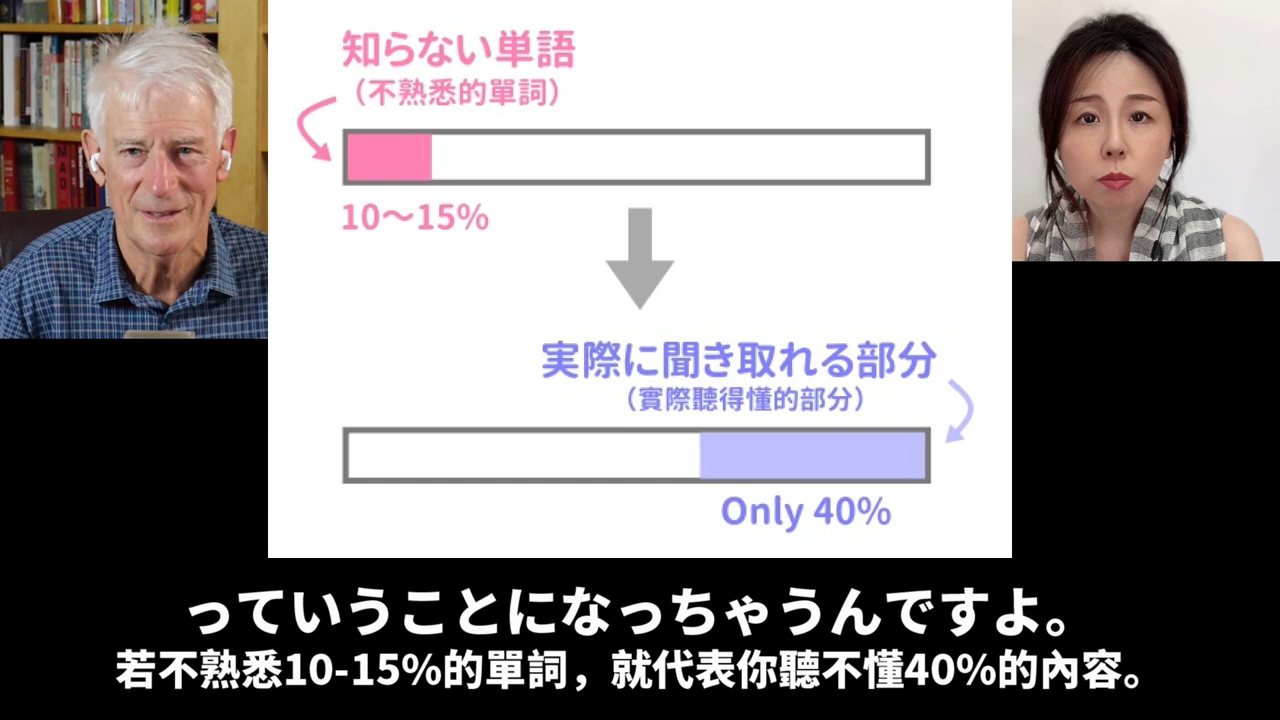 知らない単語
（不熟悉的單詞）
10〜15%
実際に聞き取れる部分
（實際聽得懂的部分）
Only 40%
っていうことになっちゃうんですよ。
若不熟悉10-15%的單詞，就代表你聽不懂40%的內容。
MAD